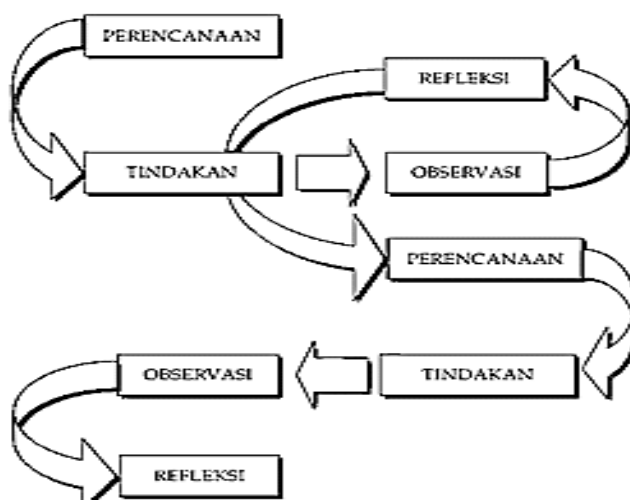 PERENCANAAN
REFLEKSI
TINDAKAN
OBSERVASI
PERENCANAAN
OBSERVASI
TINDAKAN
REFLEKSI